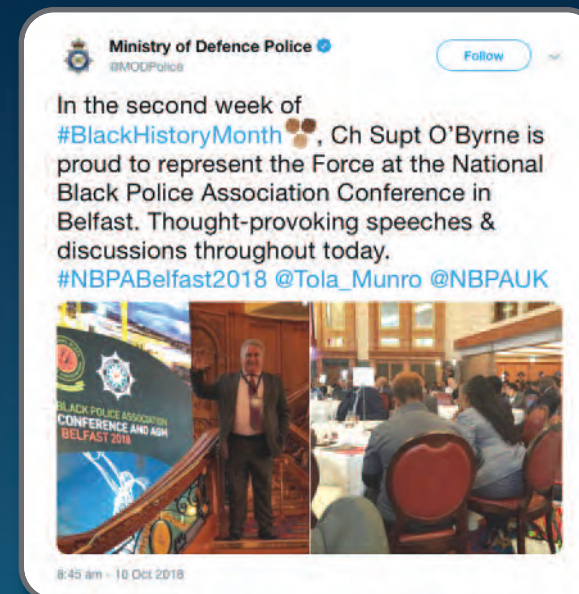 Ministry of Defence Police
@MODPolice
Follow
In the second week of
#BlackHistoryMonth, Ch Supt O'Byrne is
proud to represent the Force at the National
Black Police Association Conference in
Belfast. Thought-provoking speeches &
discussions throughout today.
#NBPABelfast2018 @Tola_Munro @NBPAUK
BLACK POLICE ASSOCIATION
CONFERENCE AND AGM
BELFAST 2018
8:45 am - 10 Oct 2018